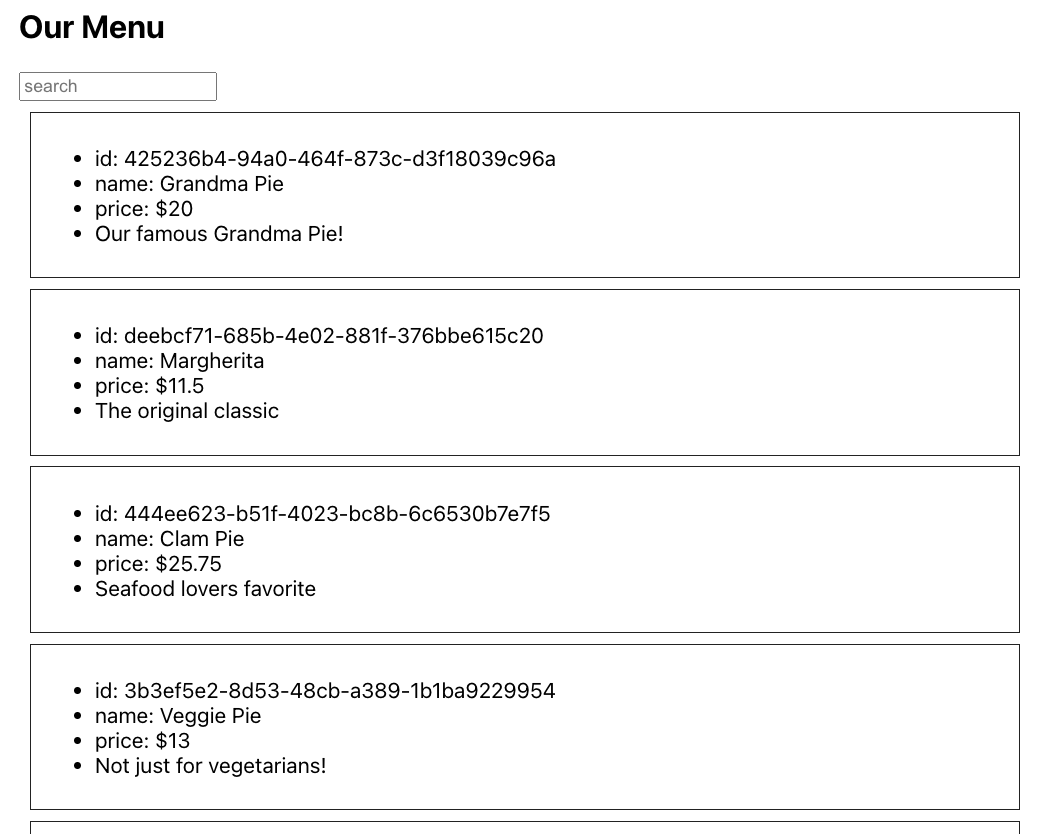 Our Menu
search
id: 425236b4-94a0-464f-873c-d3f18039c96a
name: Grandma Pie
price: $20
Our famous Grandma Pie!
id: deebcf71-685b-4e02-881f-376bbe615c20
name: Margherita
price: $11.5
The original classic
id: 444ee623-b51f-4023-bc8b-6c6530b7e7f5
name: Clam Pie
price: $25.75
Seafood lovers favorite
id: 3b3ef5e2-8d53-48cb-a389-1b1ba9229954
name: Veggie Pie
price: $13
Not just for vegetarians!